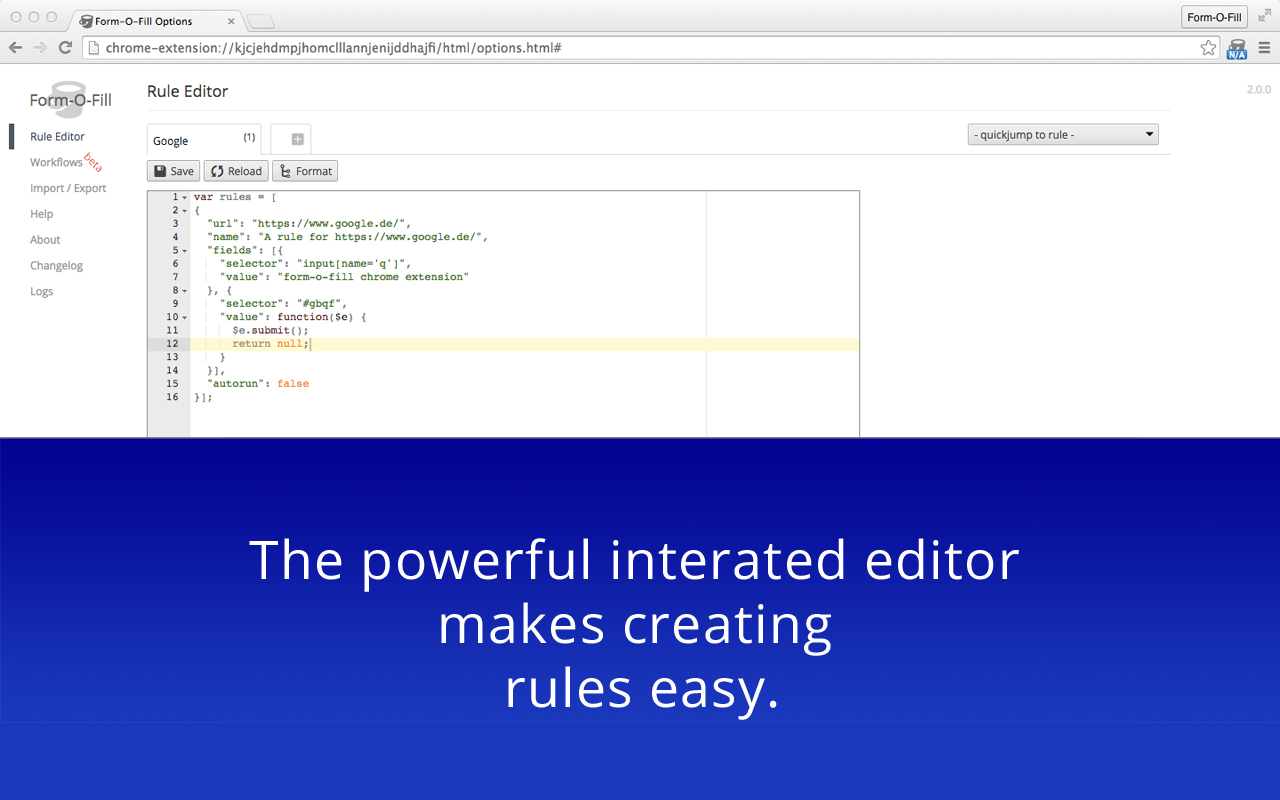 Form-O-Fill Options
Form-O-Fill
chrome-extension://kjcjehdmpjhomclllannjenijddhajfi/html/options.html#
N/A
Form-O-Fill
Rule Editor
2.0.0
Rule Editor
Workflows beta
Import / Export
Help
About
Changelog
Logs
Google (1)
- quickjump to rule -
Save Reload Format
1 var rules = [
2 {
3 "url": "https://www.google.de/",
4 "name": "A rule for https://www.google.de/",
5 "fields": [{
6 "selector": "input[name='q']",
7 "value": "form-o-fill chrome extension"
8 }, {
9 "selector": "#gbqf",
10 "value": function($e) {
11 $e.submit();
12 return null;
13 }
14 }],
15 "autorun": false
16 }];
The powerful interated editor
makes creating
rules easy.